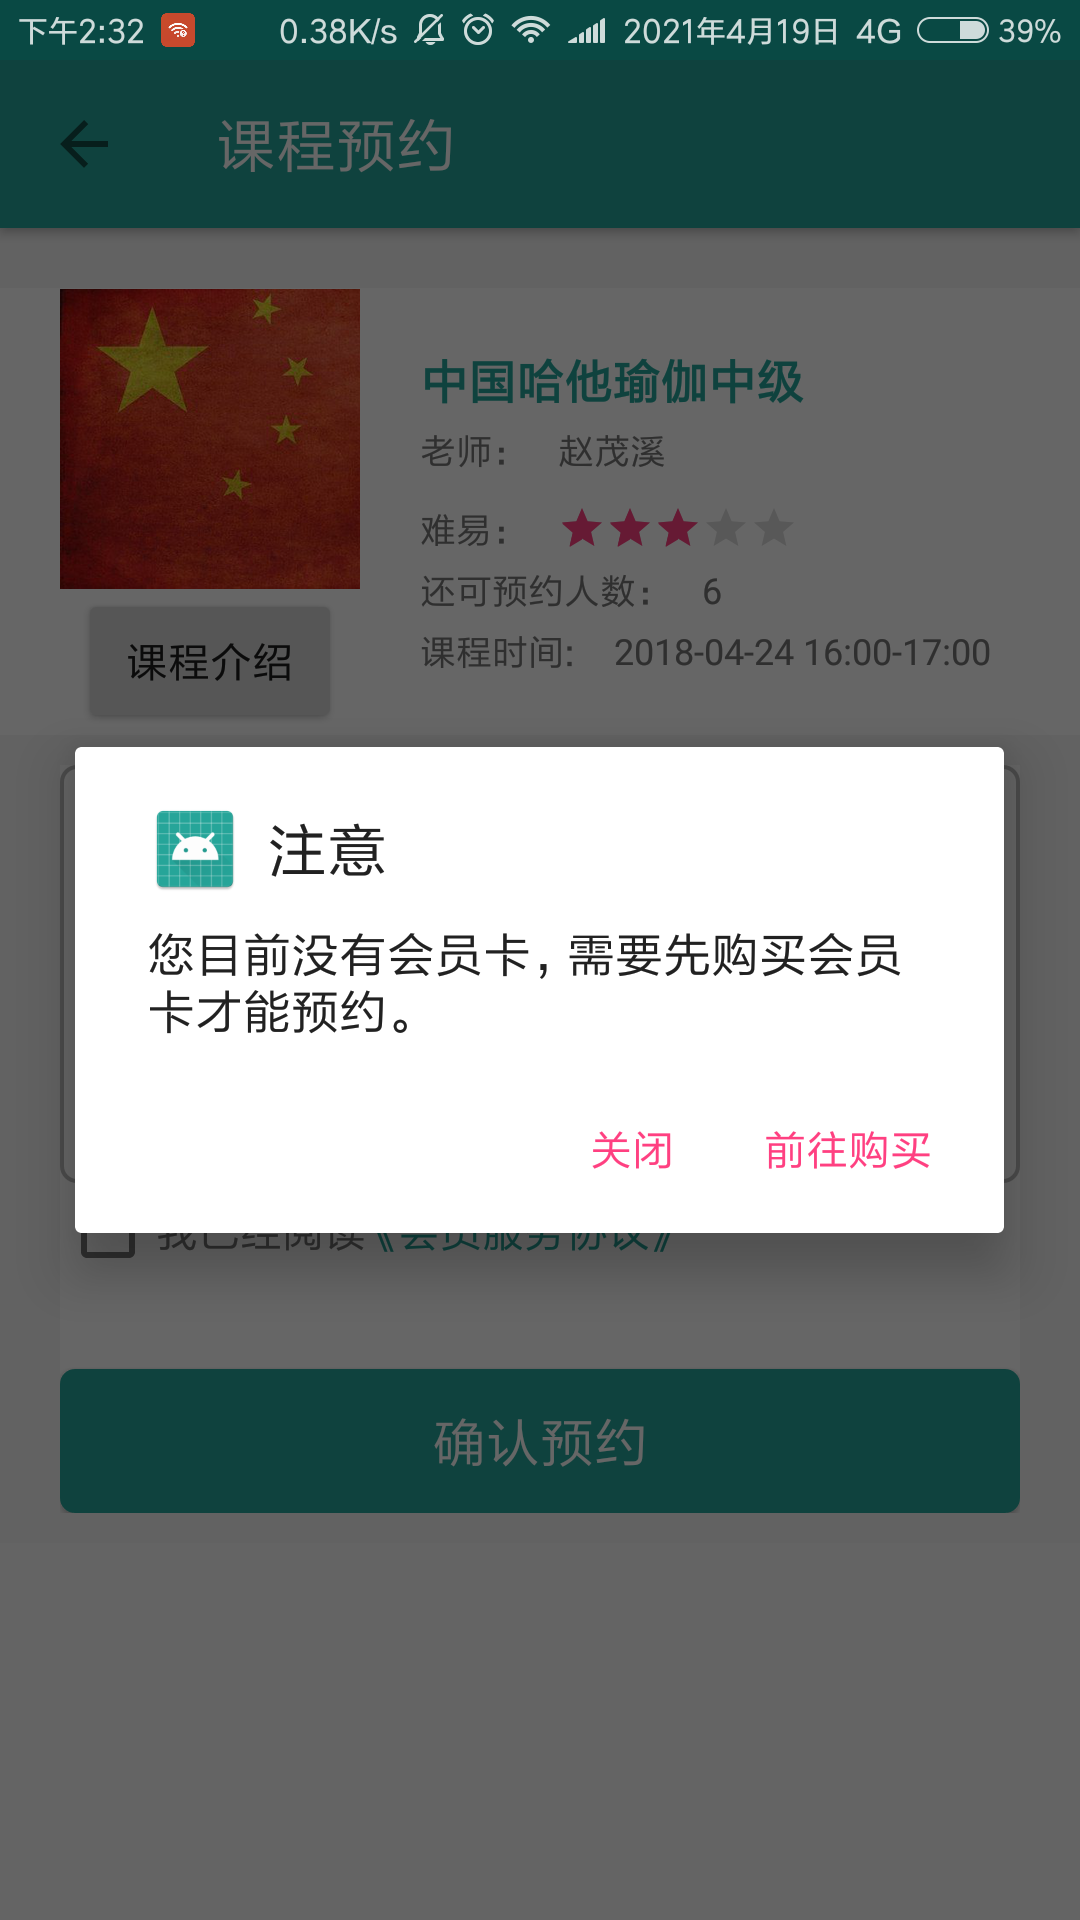 下午2:32 0.38K/s 2021年4月19日 4G 39%
课程预约
中国哈他瑜伽中级
老师： 赵茂溪
难易：
还可预约人数： 6
课程时间: 2018-04-24 16:00-17:00
课程介绍
注意
您目前没有会员卡，需要先购买会员
卡才能预约。
关闭 前往购买
我已经阅读《会员服务协议》
确认预约